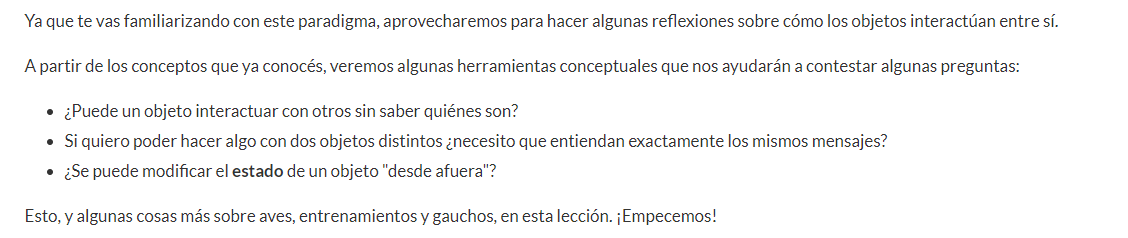 Ya que te vas familiarizando con este paradigma, aprovecharemos para hacer algunas reflexiones sobre cómo los objetos interactúan entre sí.
A partir de los conceptos que ya conocés, veremos algunas herramientas conceptuales que nos ayudarán a contestar algunas preguntas:
• ¿Puede un objeto interactuar con otros sin saber quiénes son?
• Si quiero poder hacer algo con dos objetos distintos ¿necesito que entiendan exactamente los mismos mensajes?
• ¿Se puede modificar el estado de un objeto "desde afuera"?
Esto, y algunas cosas más sobre aves, entrenamientos y gauchos, en esta lección. ¡Empecemos!